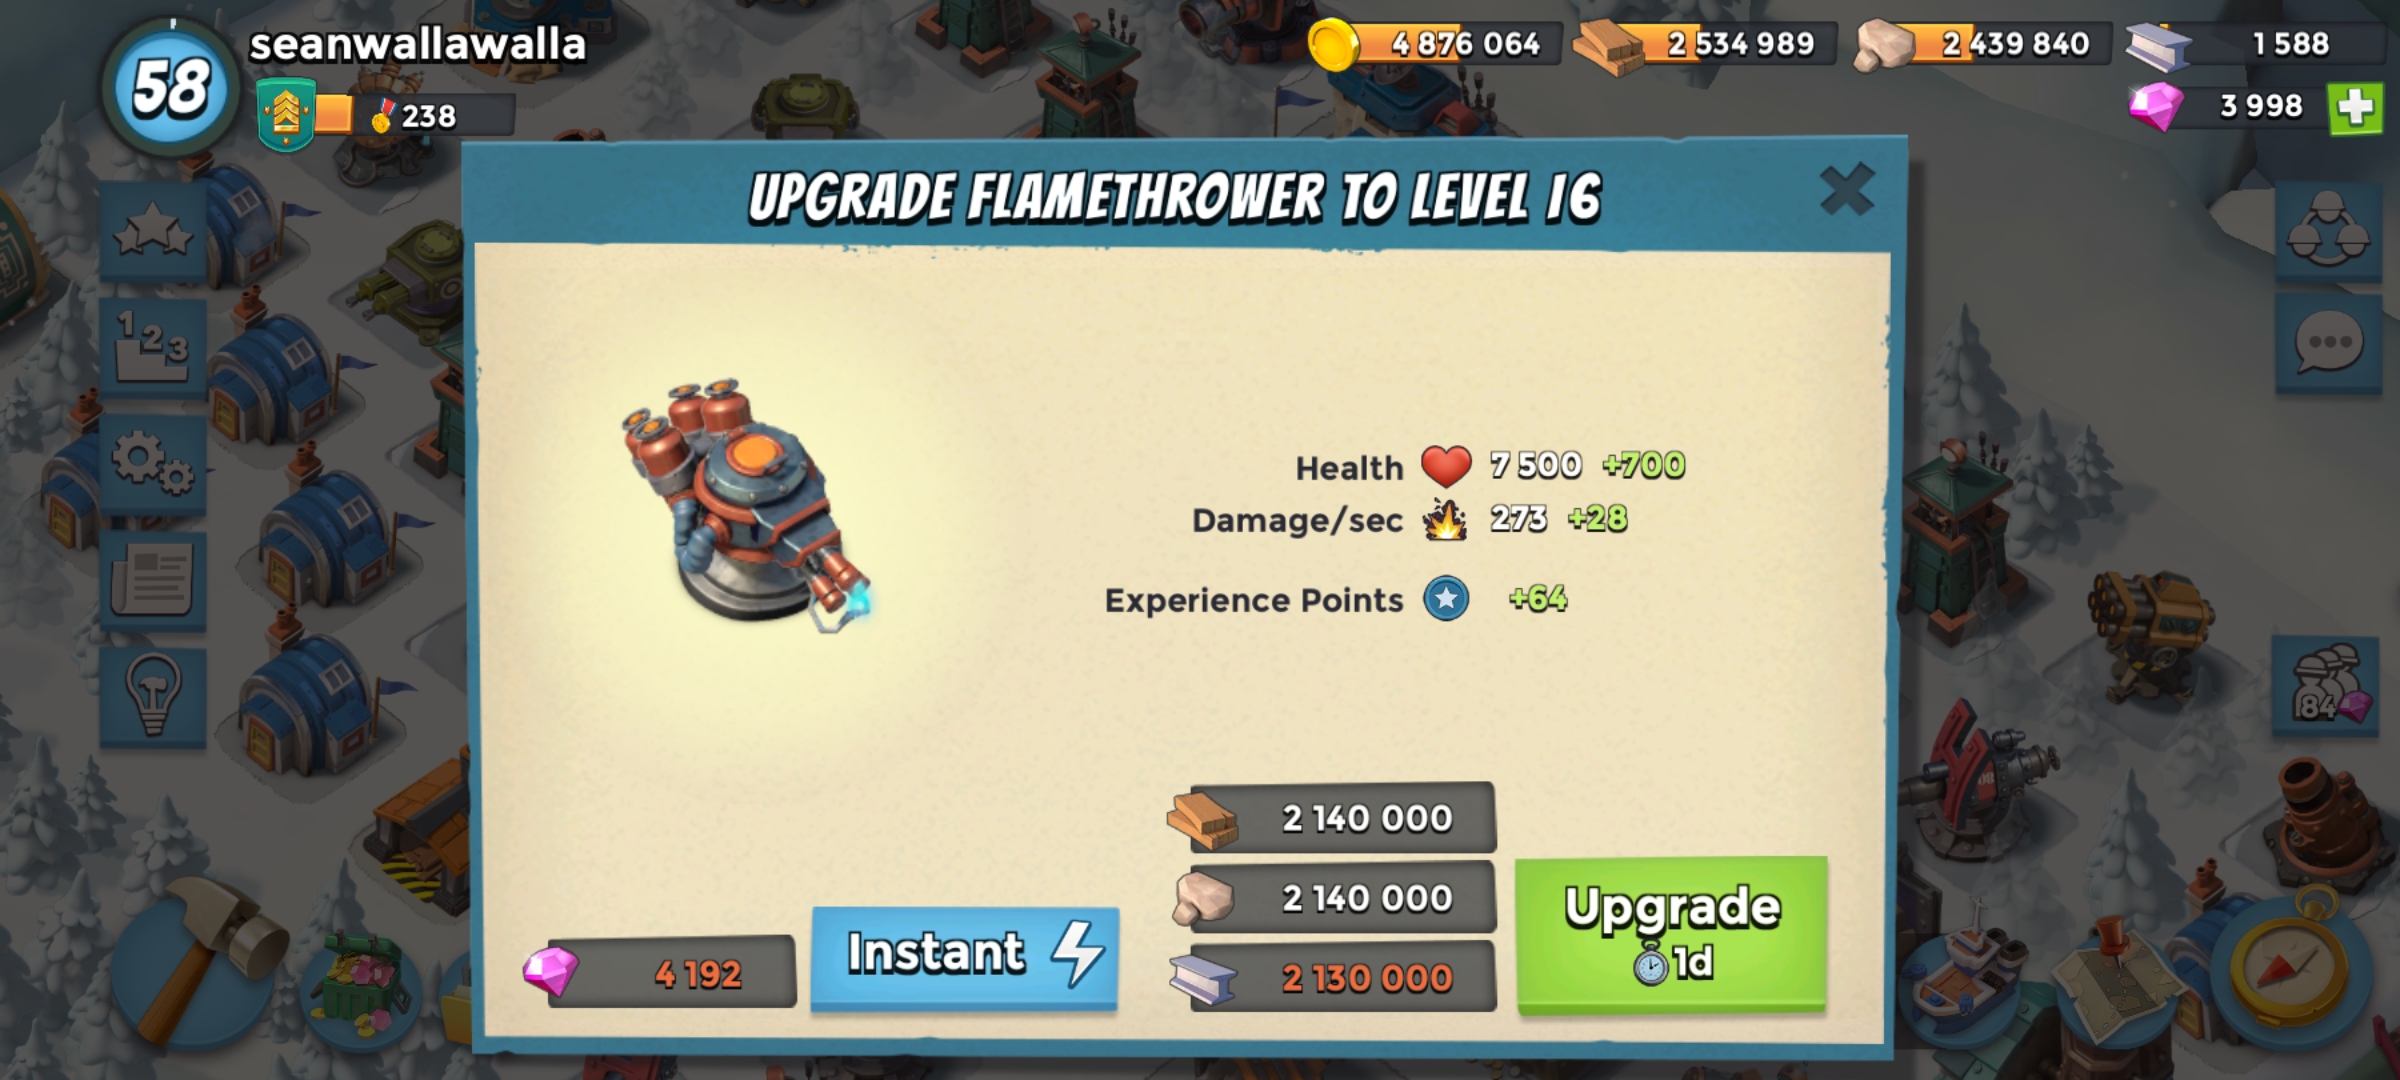 58
seanwallawalla
238
4 876 064
2 534 989
2 439 840
1 588
3 998
UPGRADE FLAMETHROWER TO LEVEL 16
123
Health 7 500 +700
Damage/sec 273 +28
Experience Points +64
84
2 140 000
2 140 000
2 130 000
4 192
Instant
Upgrade
1d